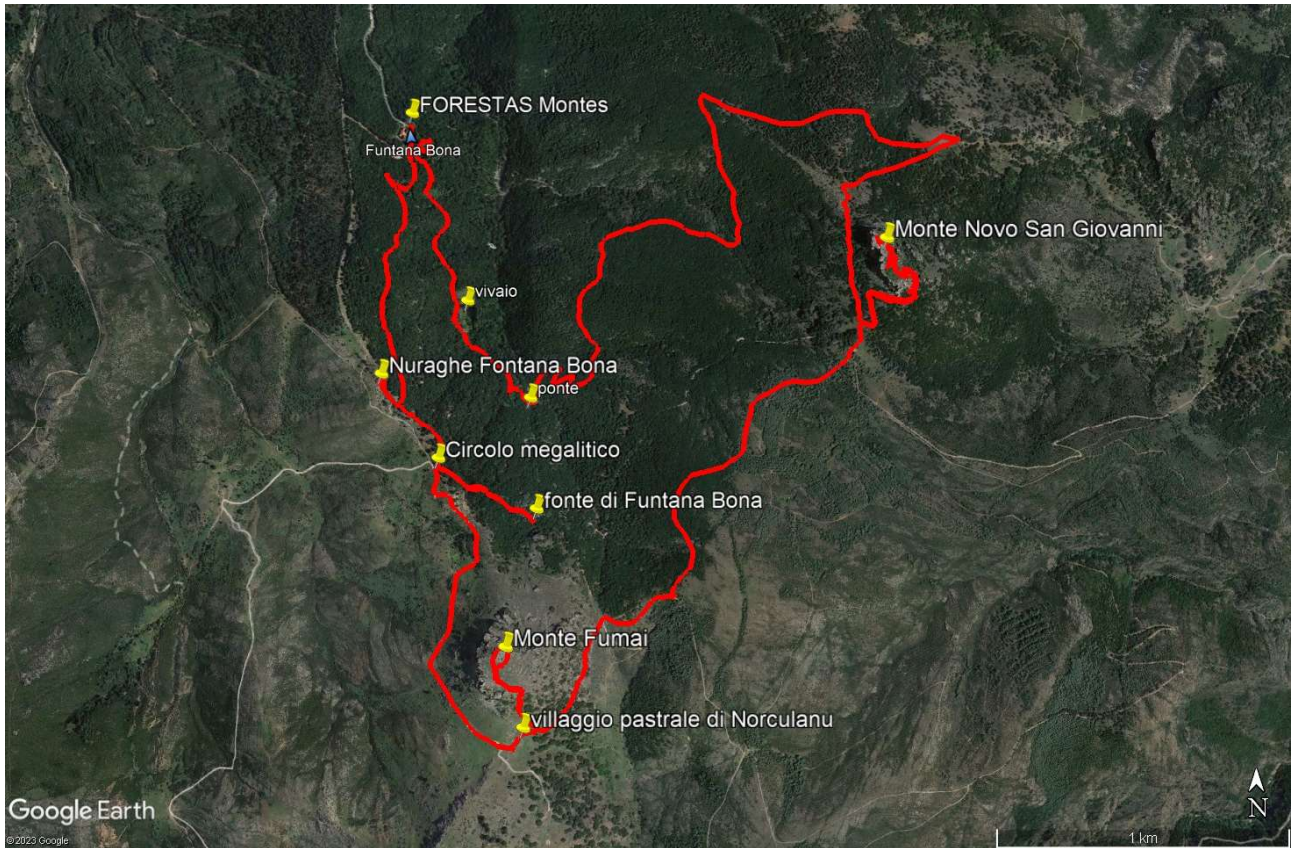 FORESTAS Montes
Funtana Bona
Monte Novo San Giovanni
vivaio
Nuraghe Fontana Bona
ponte
Circolo megalitico
fonte di Funtana Bona
Monte Fumai
villaggio pastrale di Norculanu
Google Earth
©2023 Google
N
1 km